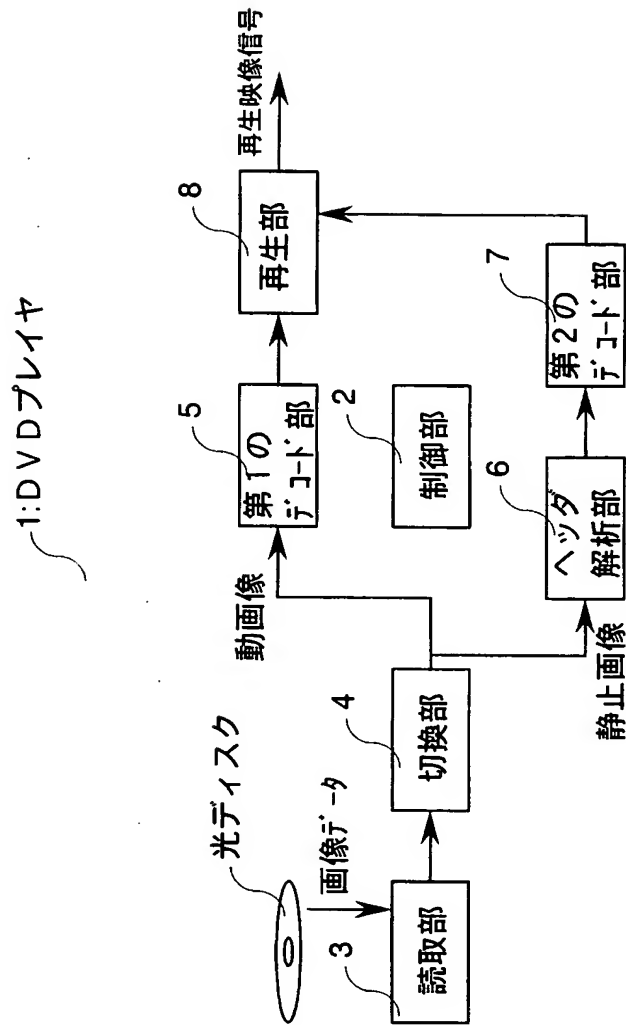 1:DVDプレイヤ
光ディスク
画像データ
3
読取部
4
切換部
動画像
静止画像
5
第1の
デコード部
2
制御部
6
ヘッダ
解析部
7
第2の
デコード部
8
再生部
再生映像信号